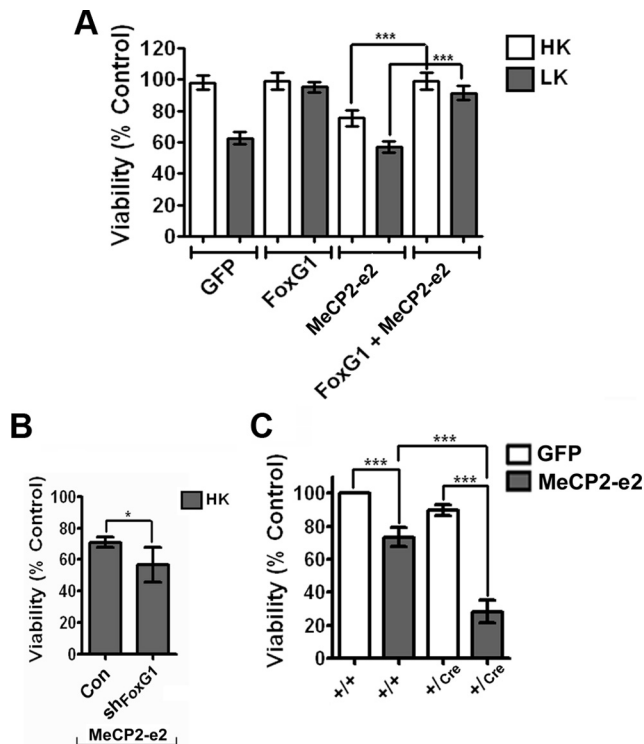 A
Viability (% Control)
120
100
80
60
40
20
0
***
***
HK
LK
GFP
FoxG1
MeCP2-e2
FoxG1 + MeCP2-e2
B
Viability (% Control)
100
80
60
40
20
0
*
HK
Con
shFoxG1
MeCP2-e2
C
Viability (% Control)
100
80
60
40
20
0
***
***
***
GFP
MeCP2-e2
+/+
+/+
+/Cre
+/Cre